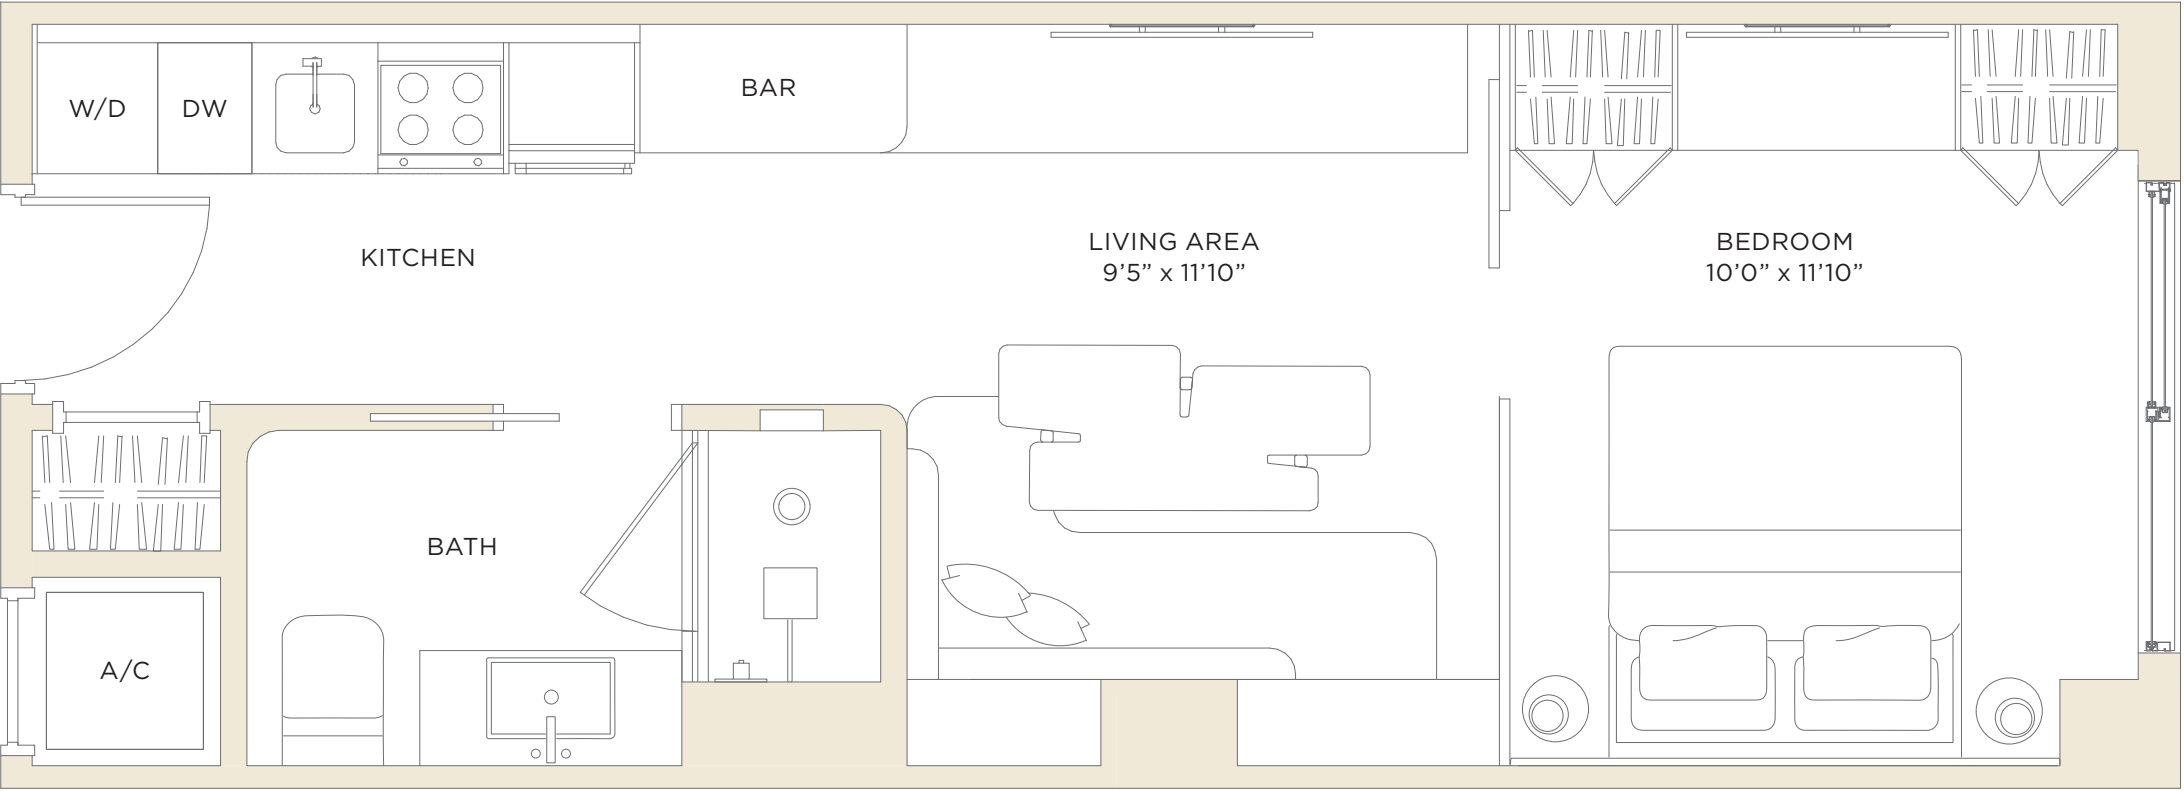 W/D
DW
BAR
KITCHEN
LIVING AREA
9’5” x 11’10”
BEDROOM
10’0” x 11’10”
BATH
A/C